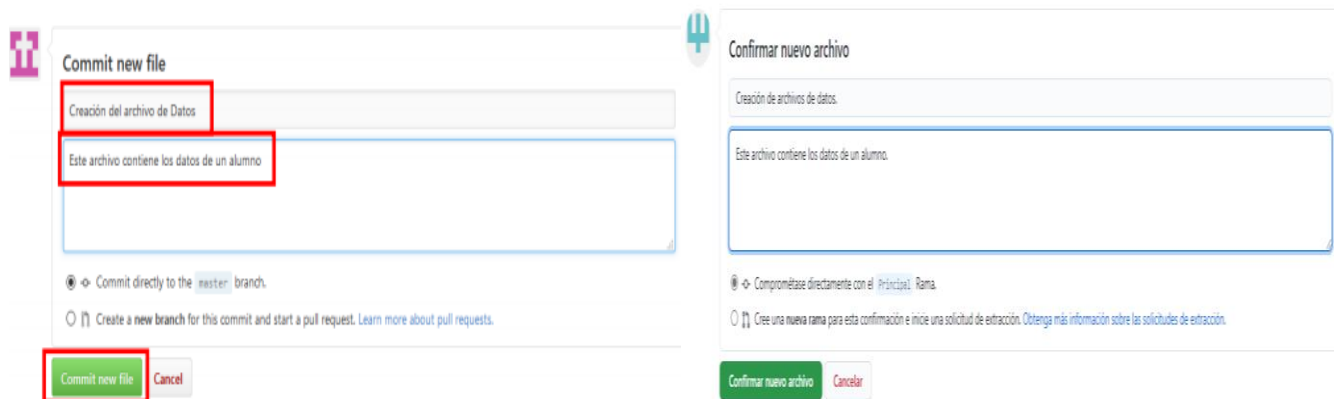 Commit new file
Creación del archivo de Datos
Este archivo contiene los datos de un alumno
Commit directly to the master branch.
Create a new branch for this commit and start a pull request. Learn more about pull requests.
Commit new file
Cancel
Confirmar nuevo archivo
Creación de archivos de datos.
Este archivo contiene los datos de un alumno.
Comprométase directamente con el Principal Rama.
Cree una nueva rama para esta confirmación e inicie una solicitud de extracción. Obtenga más información sobre las solicitudes de extracción.
Confirmar nuevo archivo
Cancelar